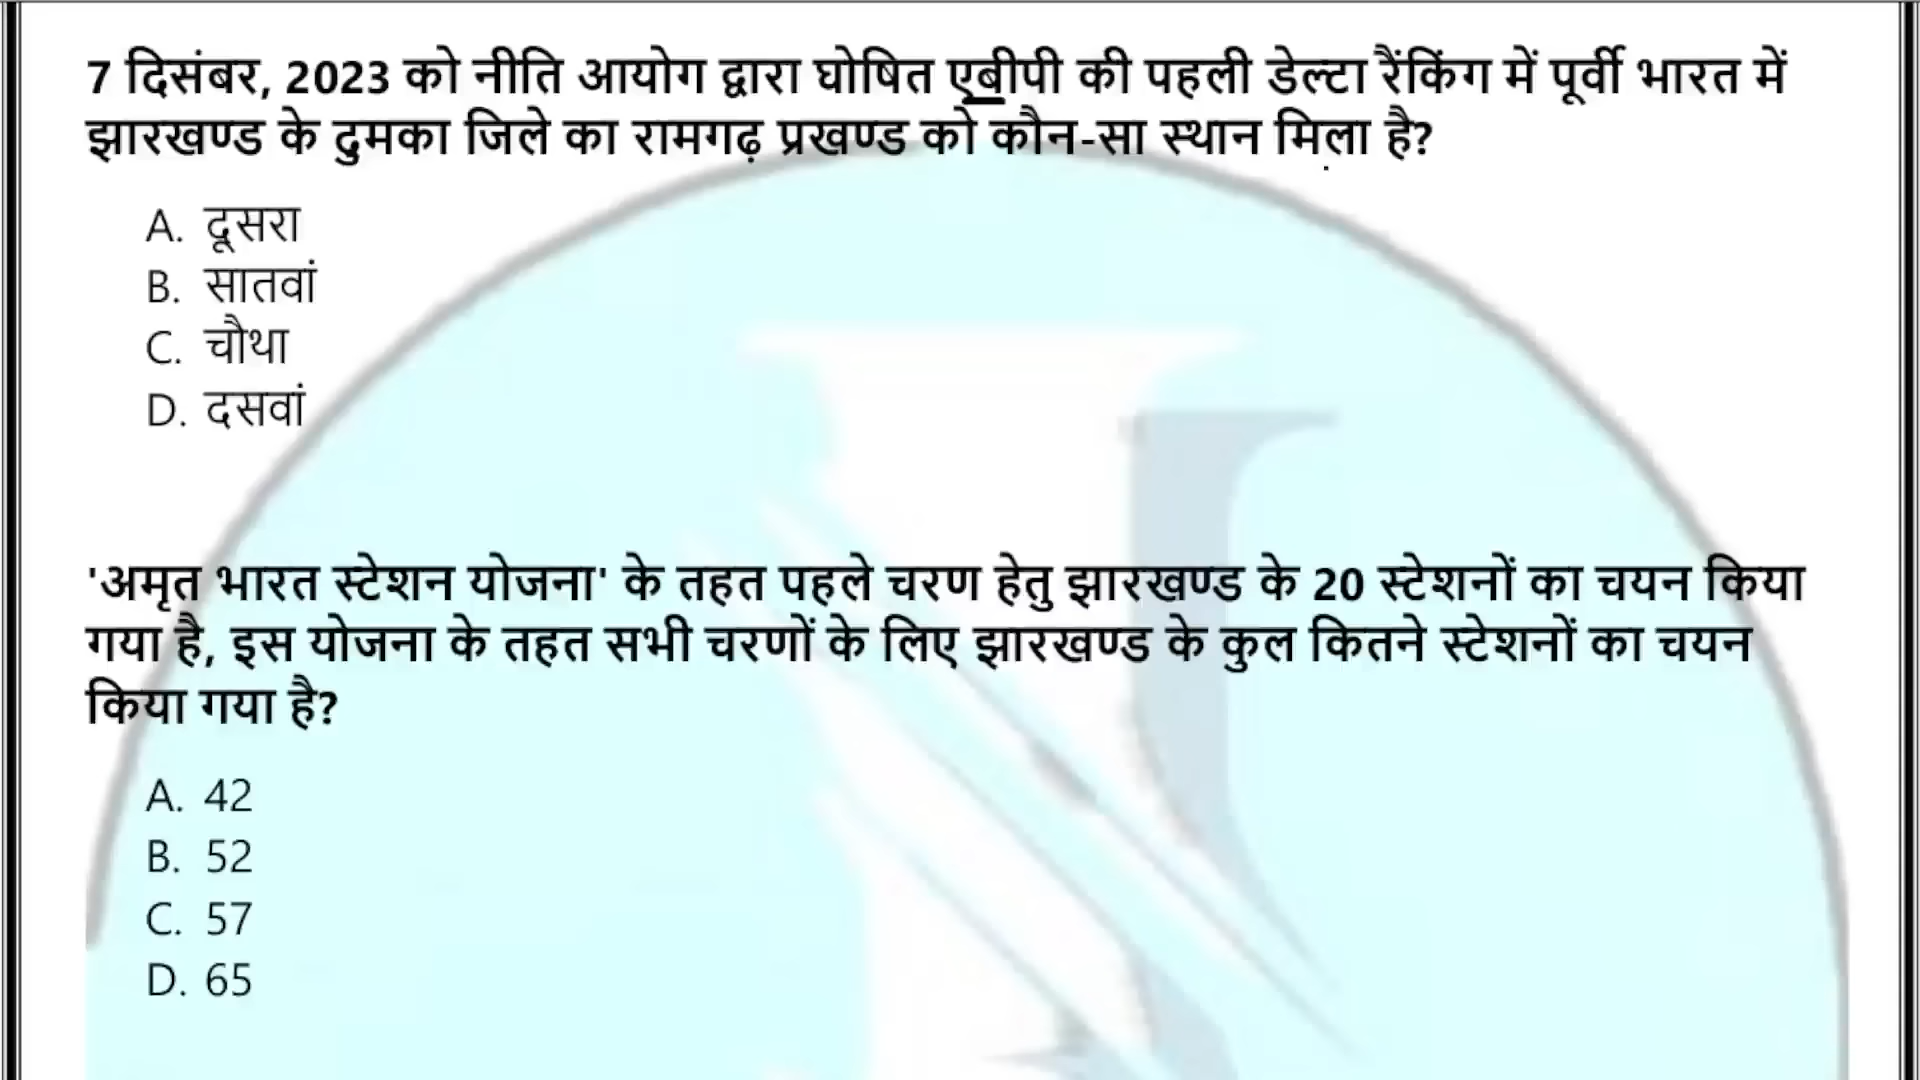 7 दिसंबर, 2023 को नीति आयोग द्वारा घोषित एबीपी की पहली डेल्टा रैंकिंग में पूर्वी भारत में
झारखण्ड के दुमका जिले का रामगढ़ प्रखण्ड को कौन-सा स्थान मिला है?
A. दूसरा
B. सातवां
C. चौथा
D. दसवां
'अमृत भारत स्टेशन योजना' के तहत पहले चरण हेतु झारखण्ड के 20 स्टेशनों का चयन किया
गया है, इस योजना के तहत सभी चरणों के लिए झारखण्ड के कुल कितने स्टेशनों का चयन
किया गया है?
A. 42
B. 52
C. 57
D. 65